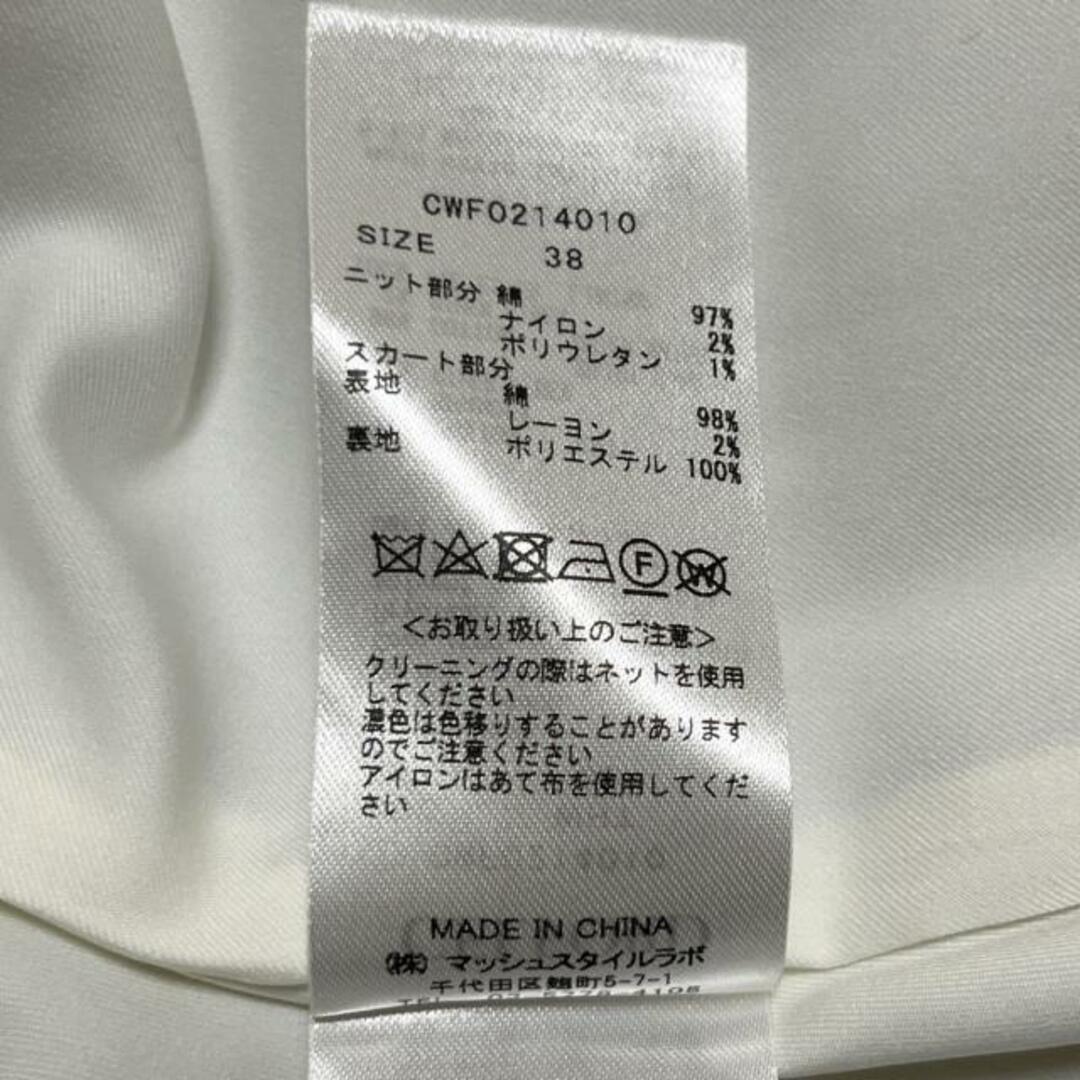 CWF0214010
SIZE 38
ニット部分 綿 97%
ナイロン 2%
ポリウレタン 1%
スカート部分
表地 綿 98%
レーヨン 2%
裏地 ポリエステル 100%
F W
<お取り扱い上のご注意>
クリーニングの際はネットを使用
してください
濃色は色移りすることがあります
のでご注意ください
アイロンはあて布を使用してくだ
さい
MADE IN CHINA
(株) マッシュスタイルラボ
千代田区麹町5-7-1